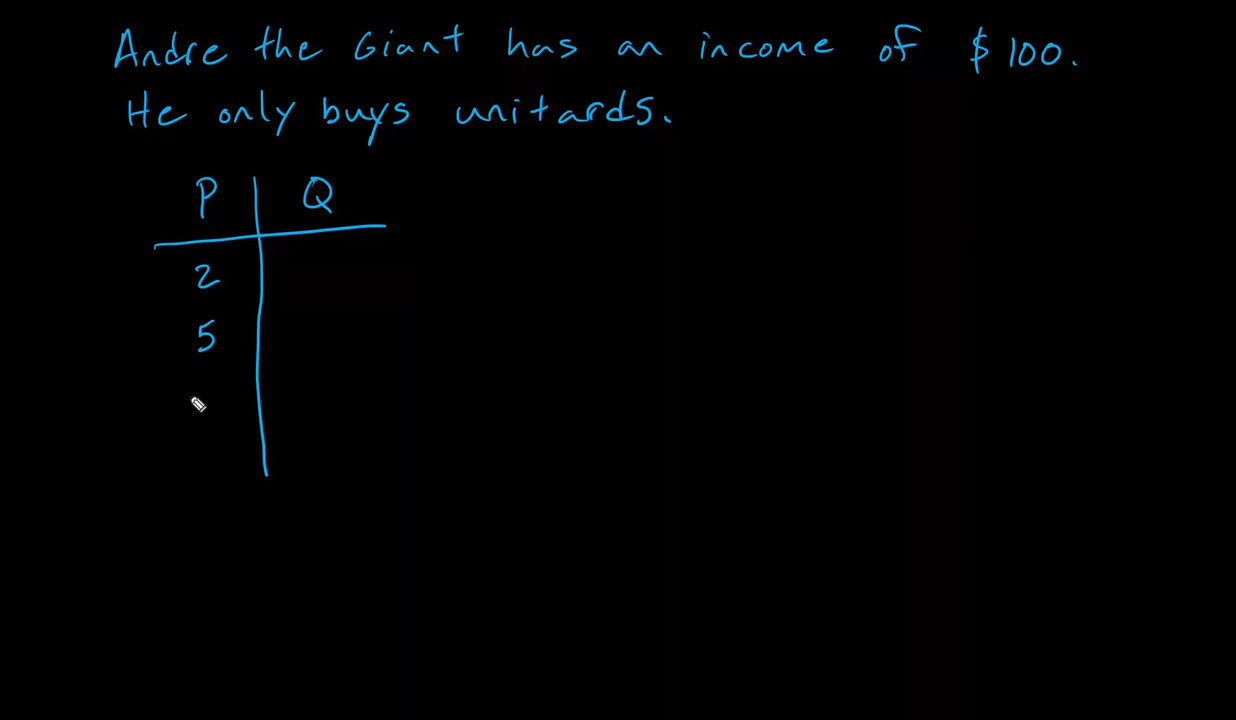 Andre the Giant has an income of $100.
He only buys unitards.
P Q
2
5